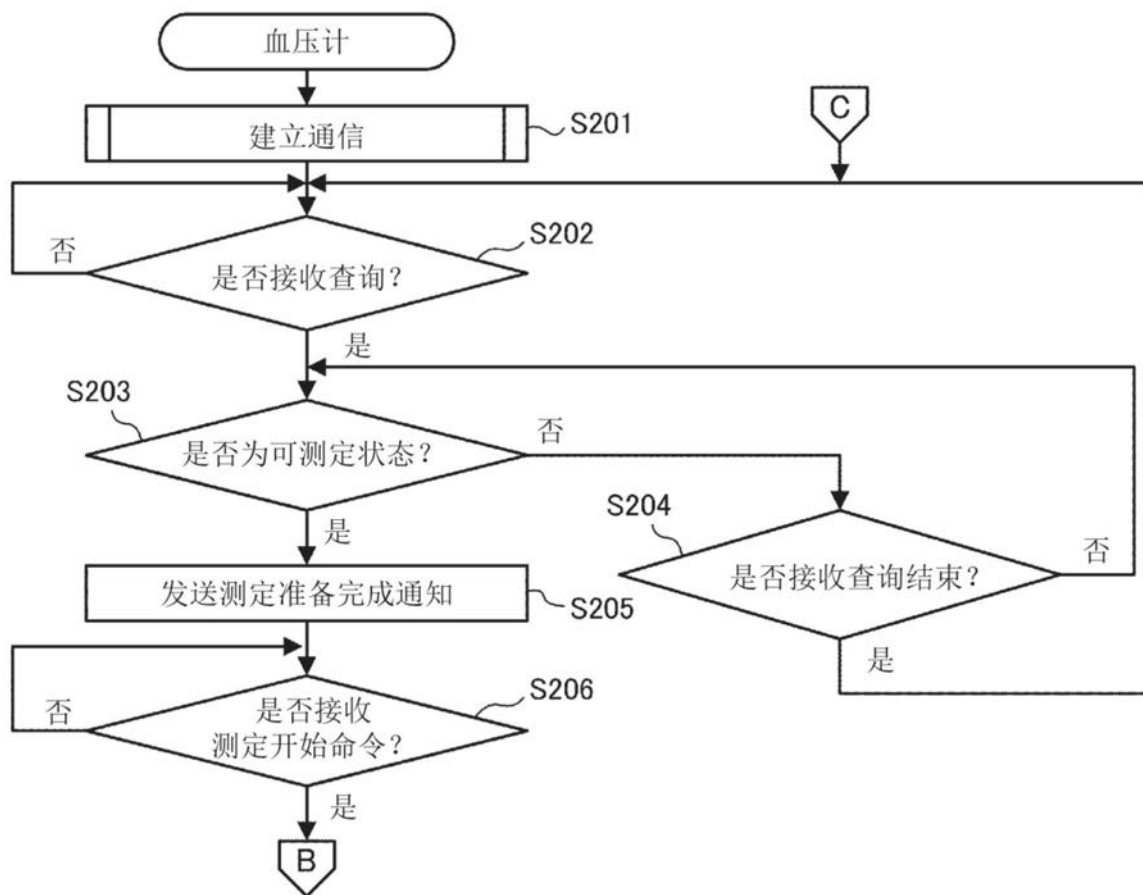 血压计
建立通信
S201
C
S202
否
是否接收查询?
是
S203
否
是否为可测定状态?
S204
是
否
是否接收查询结束?
发送测定准备完成通知
S205
是
S206
否
是否接收
测定开始命令?
是
B